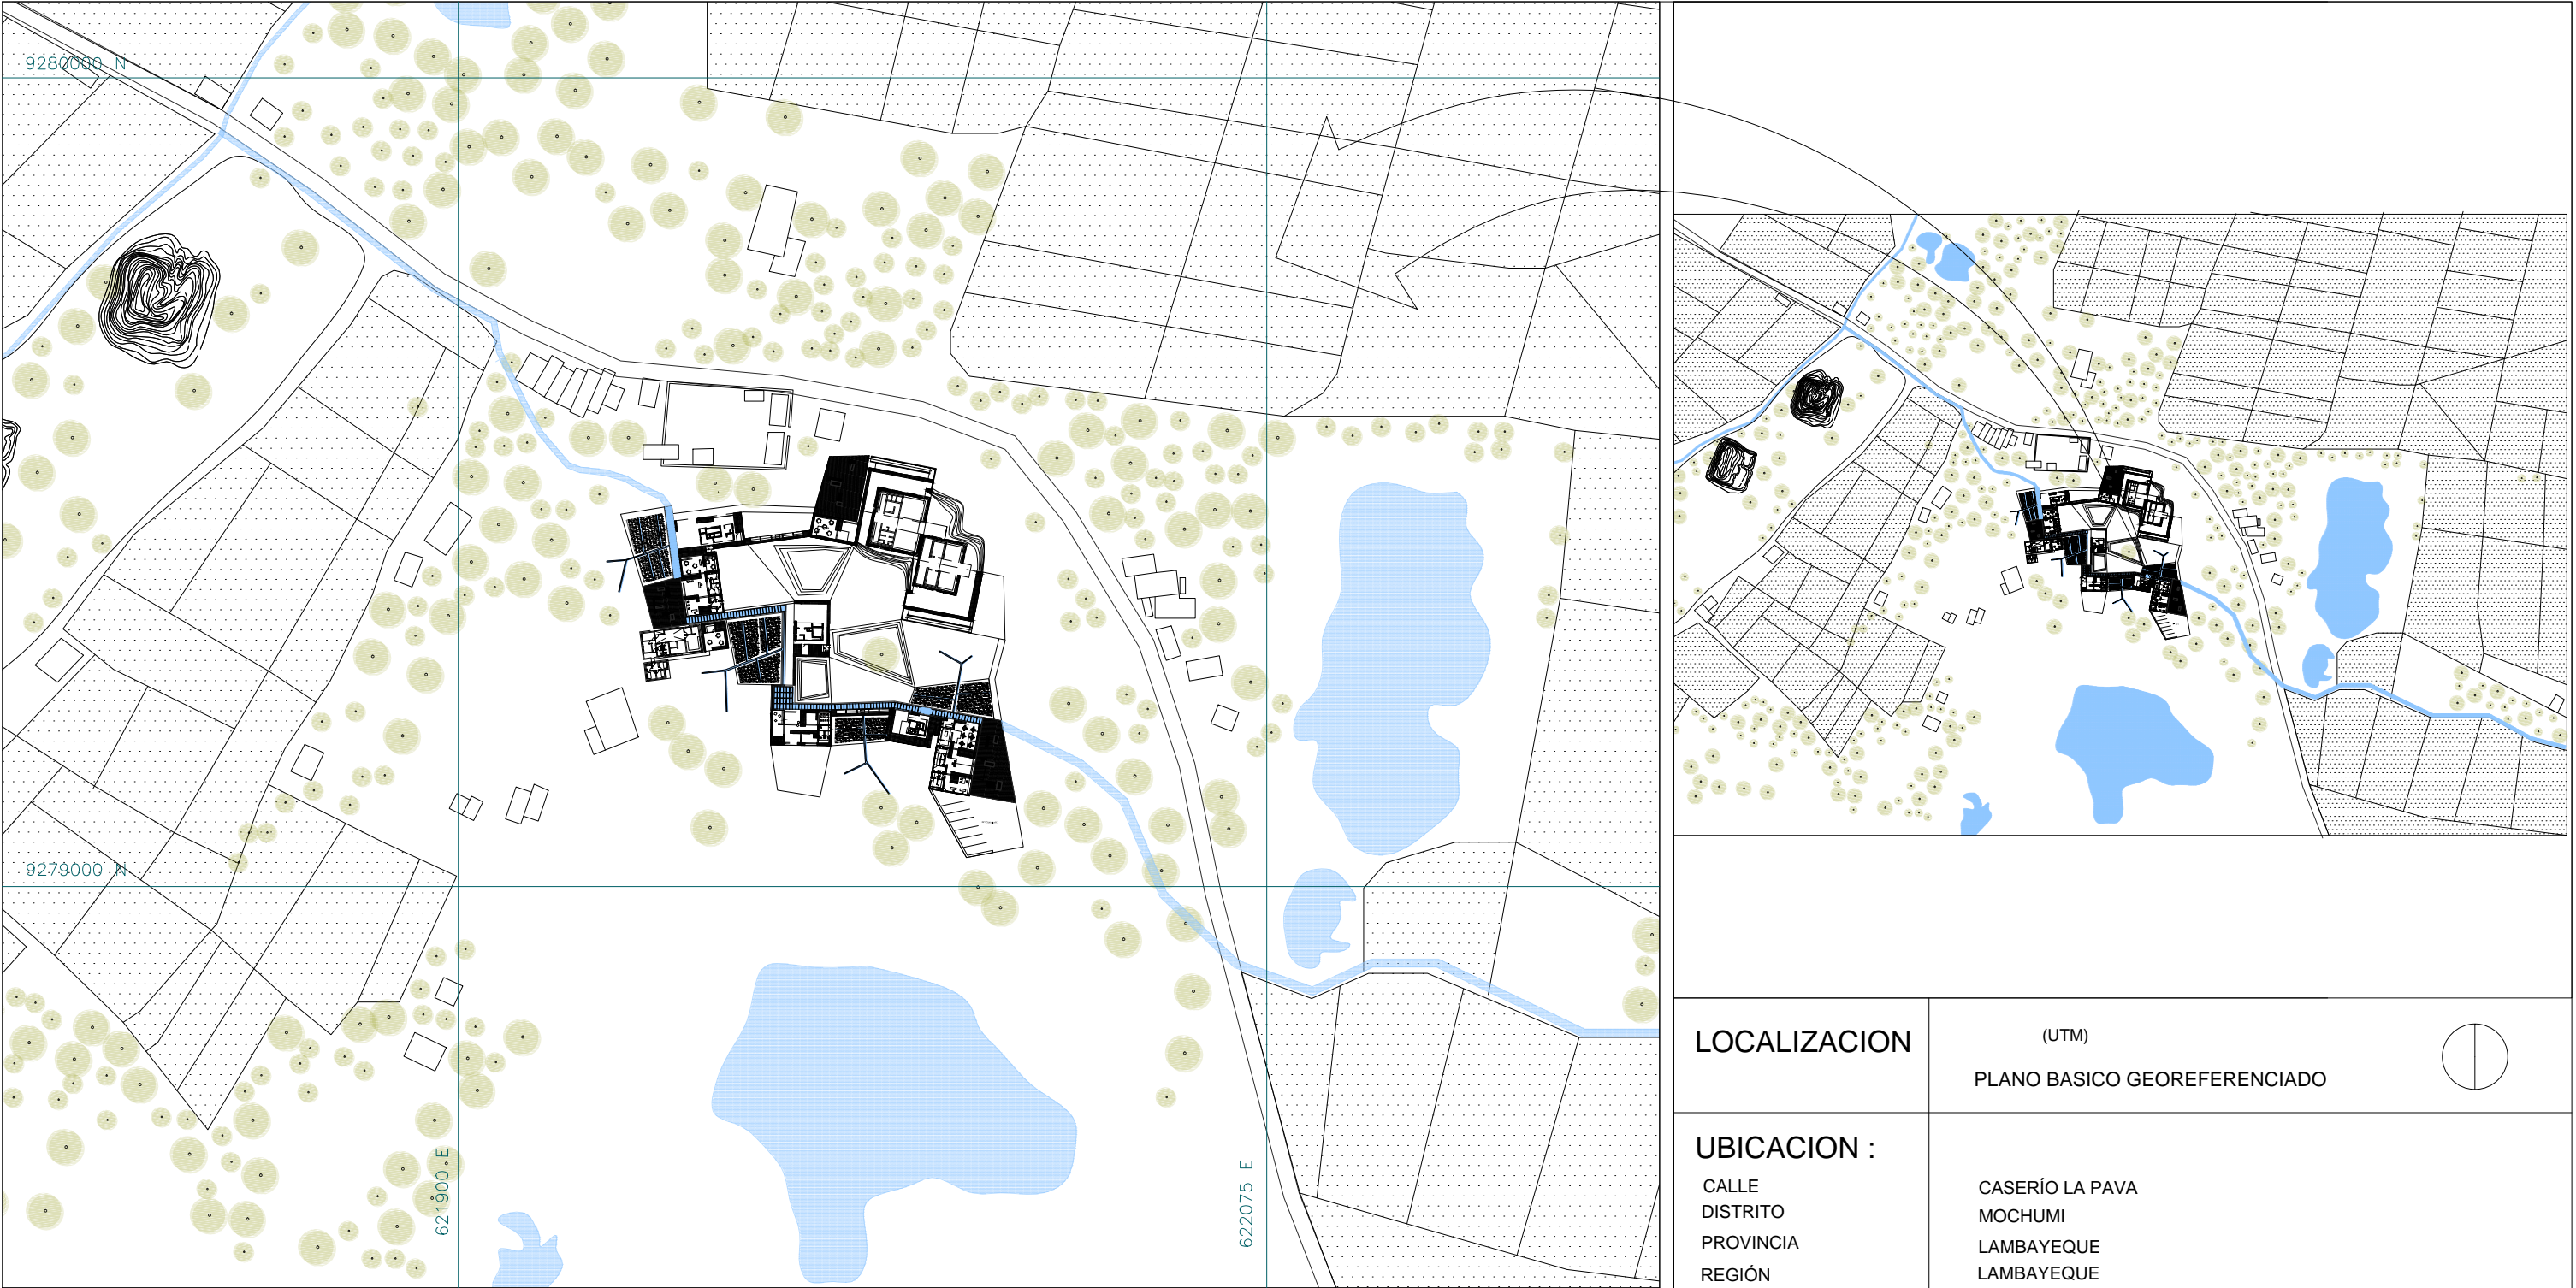 9280000 N
9279000 N
621900 E
622075 E
LOCALIZACION
(UTM)
PLANO BASICO GEOREFERENCIADO
UBICACION :
CALLE CASERÍO LA PAVA
DISTRITO MOCHUMI
PROVINCIA LAMBAYEQUE
REGIÓN LAMBAYEQUE